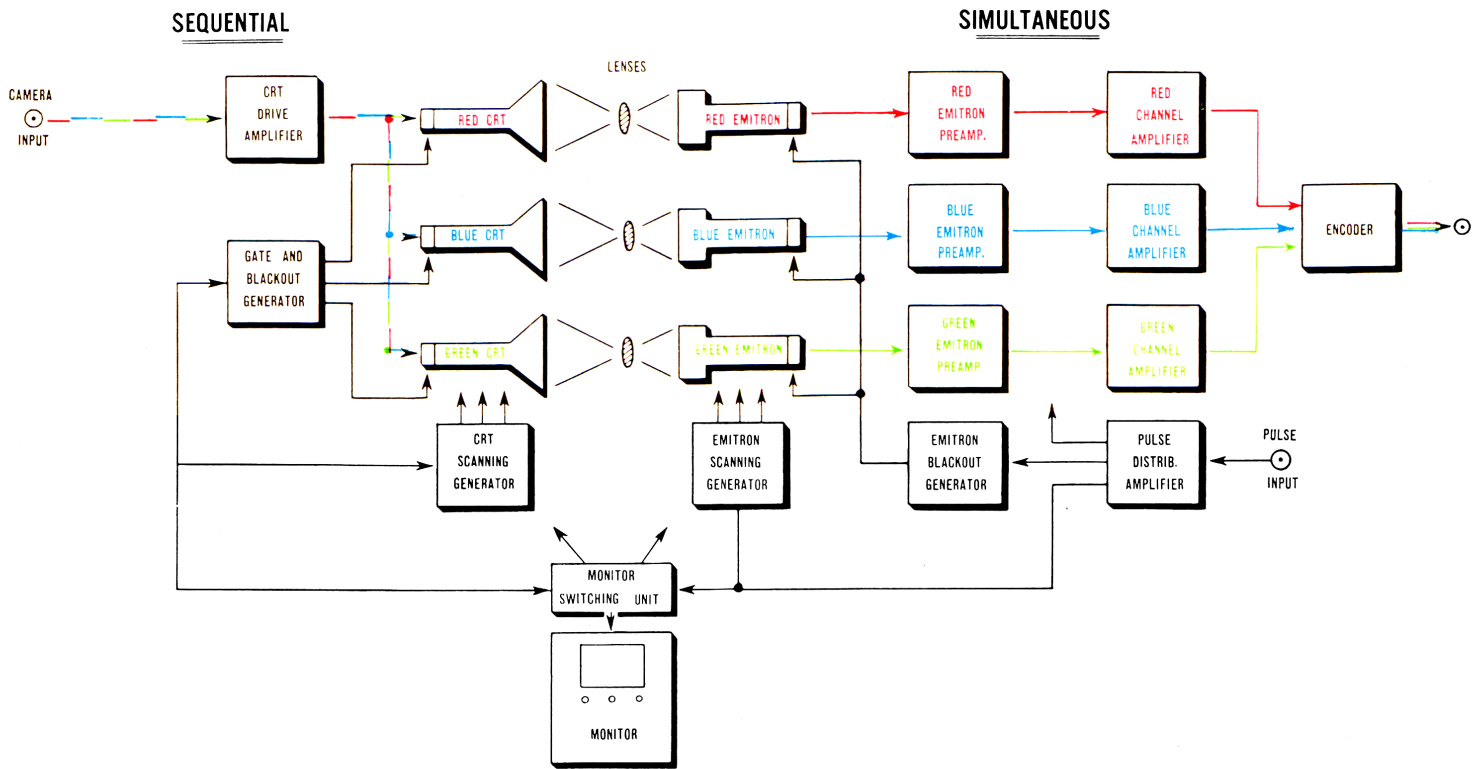 SEQUENTIAL
SIMULTANEOUS
CAMERA
INPUT
CRT
DRIVE
AMPLIFIER
RED CRT
LENSES
RED EMITRON
RED
EMITRON
PREAMP.
RED
CHANNEL
AMPLIFIER
GATE AND
BLACKOUT
GENERATOR
BLUE CRT
BLUE EMITRON
BLUE
EMITRON
PREAMP.
BLUE
CHANNEL
AMPLIFIER
ENCODER
GREEN CRT
GREEN EMITRON
GREEN
EMITRON
PREAMP
GREEN
CHANNEL
AMPLIFIER
CRT
SCANNING
GENERATOR
EMITRON
SCANNING
GENERATOR
EMITRON
BLACKOUT
GENERATOR
PULSE
DISTRIB.
AMPLIFIER
PULSE
INPUT
MONITOR
SWITCHING UNIT
MONITOR